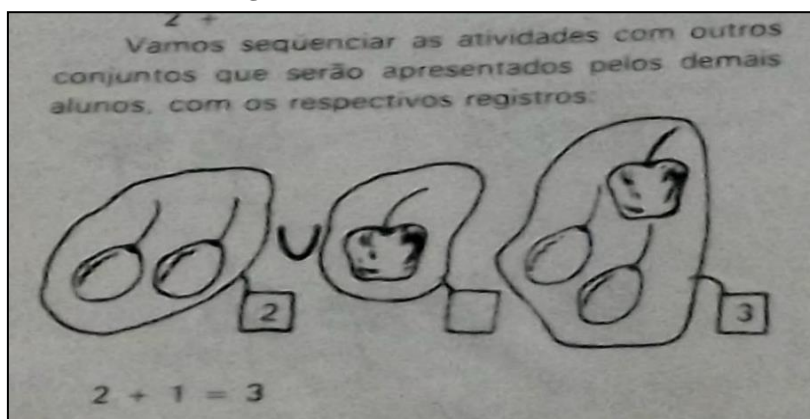 2 +
Vamos seqüenciar as atividades com outros
conjuntos que serão apresentados pelos demais
alunos, com os respectivos registros:
U
2
3
2 + 1 = 3